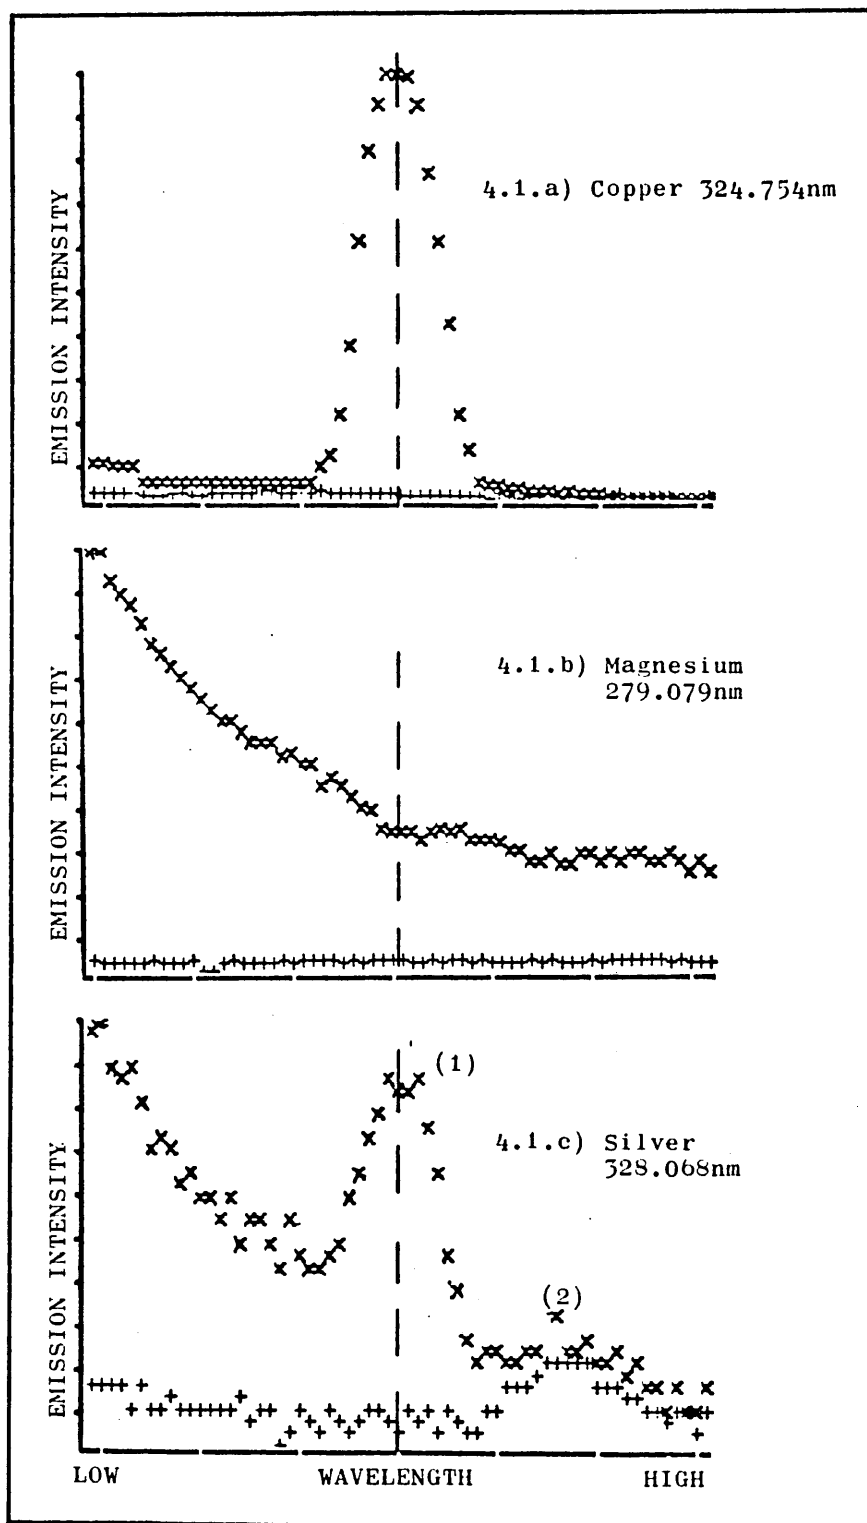 EMISSION INTENSITY
4.1.a) Copper 324.754nm
EMISSION INTENSITY
4.1.b) Magnesium
279.079nm
EMISSION INTENSITY
(1)
4.1.c) Silver
328.068nm
(2)
LOW WAVELENGTH HIGH